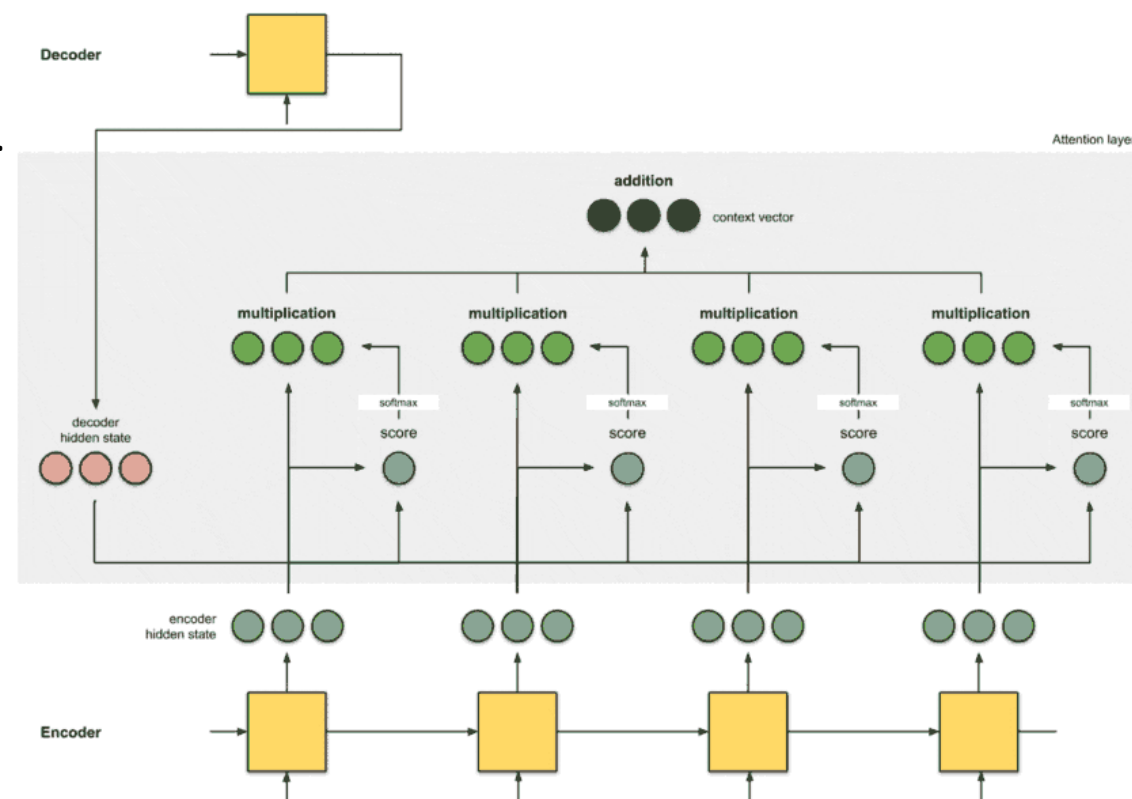 Decoder
Attention layer
addition
context vector
multiplication
multiplication
multiplication
multiplication
softmax
softmax
softmax
softmax
decoder
hidden state
score
score
score
score
encoder
hidden state
Encoder